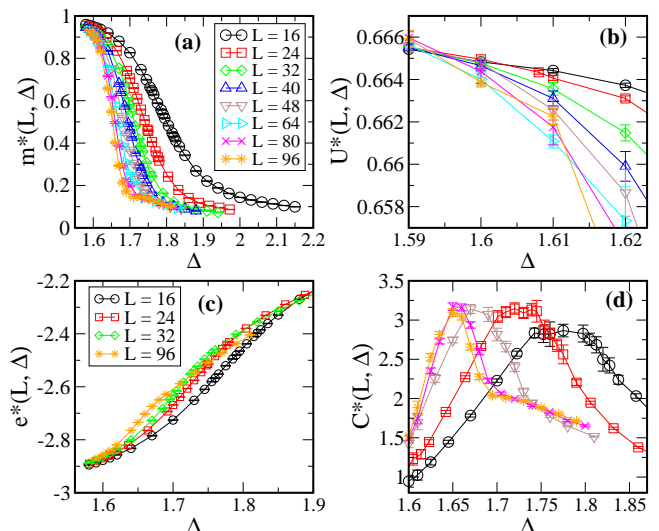 1
0.8
0.6
0.4
0.2
0
m*(L, Δ)
(a)
L = 16
L = 24
L = 32
L = 40
L = 48
L = 64
L = 80
L = 96
1.6 1.7 1.8 1.9 2 2.1 2.2
Δ
0.666
0.664
0.662
0.660
0.658
U*(L, Δ)
(b)
1.59 1.6 1.61 1.62
Δ
-2.2
-2.4
-2.6
-2.8
-3
e*(L, Δ)
L = 16
L = 24
L = 32
L = 96
(c)
1.6 1.7 1.8 1.9
Δ
3.5
3
2.5
2
1.5
1
C*(L, Δ)
(d)
1.6 1.65 1.7 1.75 1.8 1.85
Δ